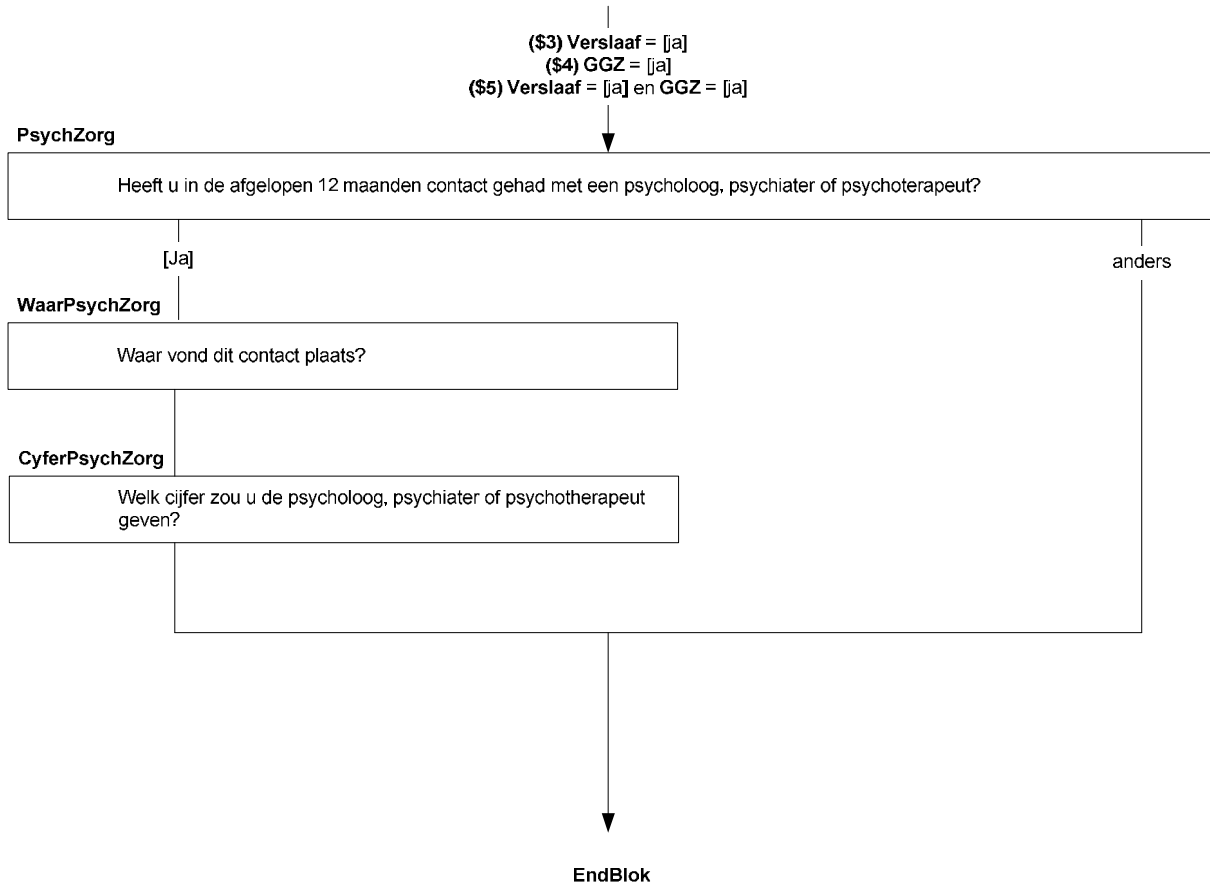 ($3) Verslaaf = [ja]
($4) GGZ = [ja]
($5) Verslaaf = [ja] en GGZ = [ja]
PsychZorg
Heeft u in de afgelopen 12 maanden contact gehad met een psycholoog, psychiater of psychoterapeut?
[Ja]
anders
WaarPsychZorg
Waar vond dit contact plaats?
CyferPsychZorg
Welk cijfer zou u de psycholoog, psychiater of psychotherapeut
geven?
EndBlok